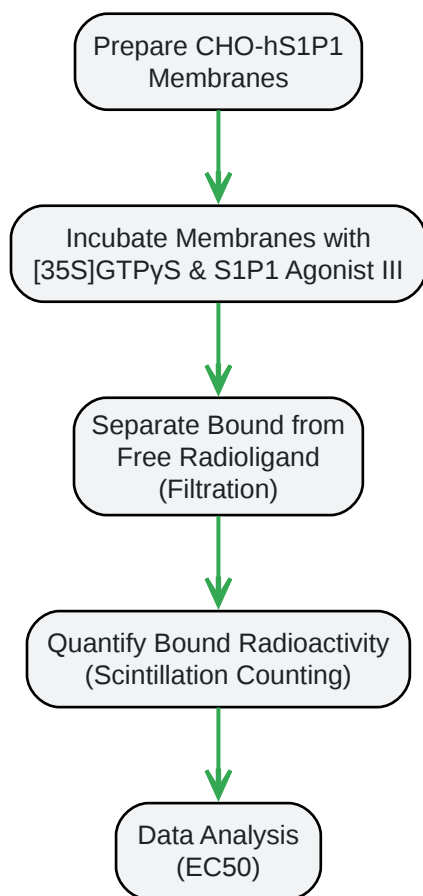 Prepare CHO-hS1P1
Membranes
Incubate Membranes with
[35S]GTPγS & S1P1 Agonist III
Separate Bound from
Free Radioligand
(Filtration)
Quantify Bound Radioactivity
(Scintillation Counting)
Data Analysis
(EC50)